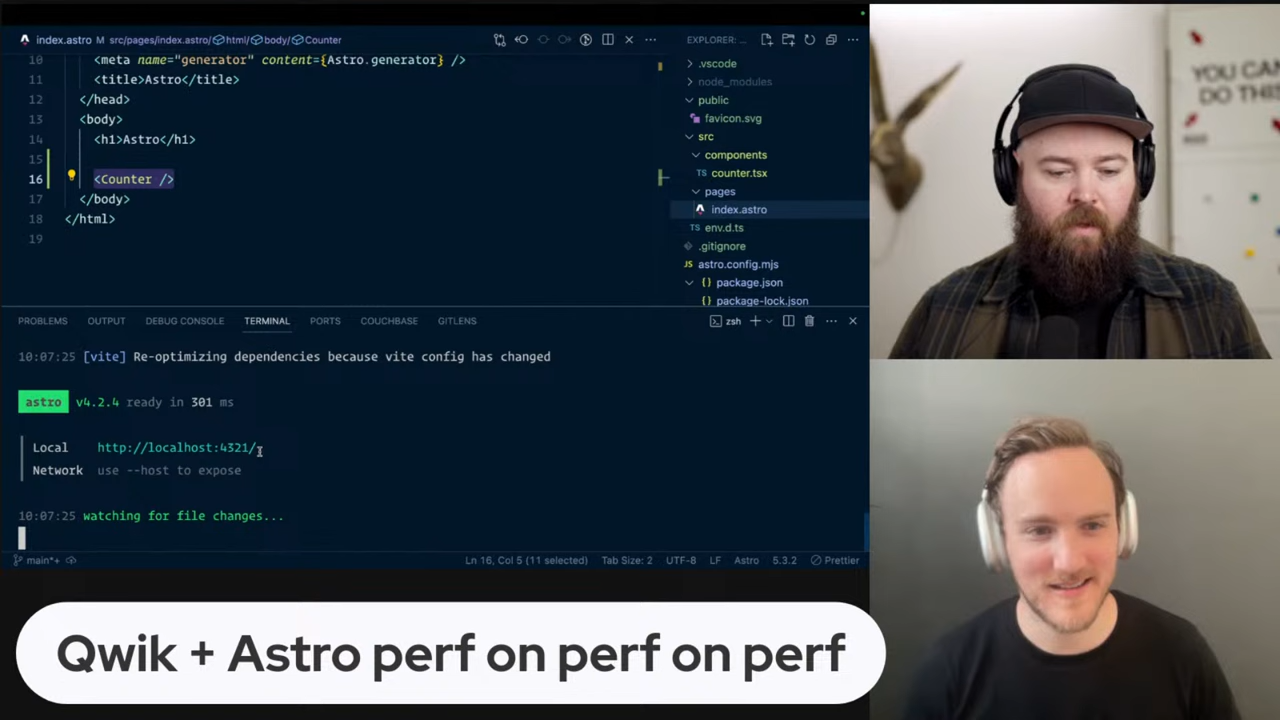 index.astro M src/pages/index.astro/html/body/Counter
10 <meta name="generator" content={Astro.generator} />
11 <title>Astro</title>
12 </head>
13 <body>
14 <h1>Astro</h1>
15
16 <Counter />
17 </body>
18 </html>
19
EXPLORER: ...
.vscode
node_modules
public
favicon.svg
src
components
counter.tsx
pages
index.astro
env.d.ts
.gitignore
JS astro.config.mjs
package.json
package-lock.json
PROBLEMS OUTPUT DEBUG CONSOLE TERMINAL PORTS COUCHBASE GITLENS
zsh
10:07:25 [vite] Re-optimizing dependencies because vite config has changed
astro v4.2.4 ready in 301 ms
Local http://localhost:4321/
Network use --host to expose
10:07:25 watching for file changes...
main*+ Ln 16, Col 5 (11 selected) Tab Size: 2 UTF-8 LF Astro 5.3.2 Prettier
YOU CAN
DO THIS
Qwik + Astro perf on perf on perf